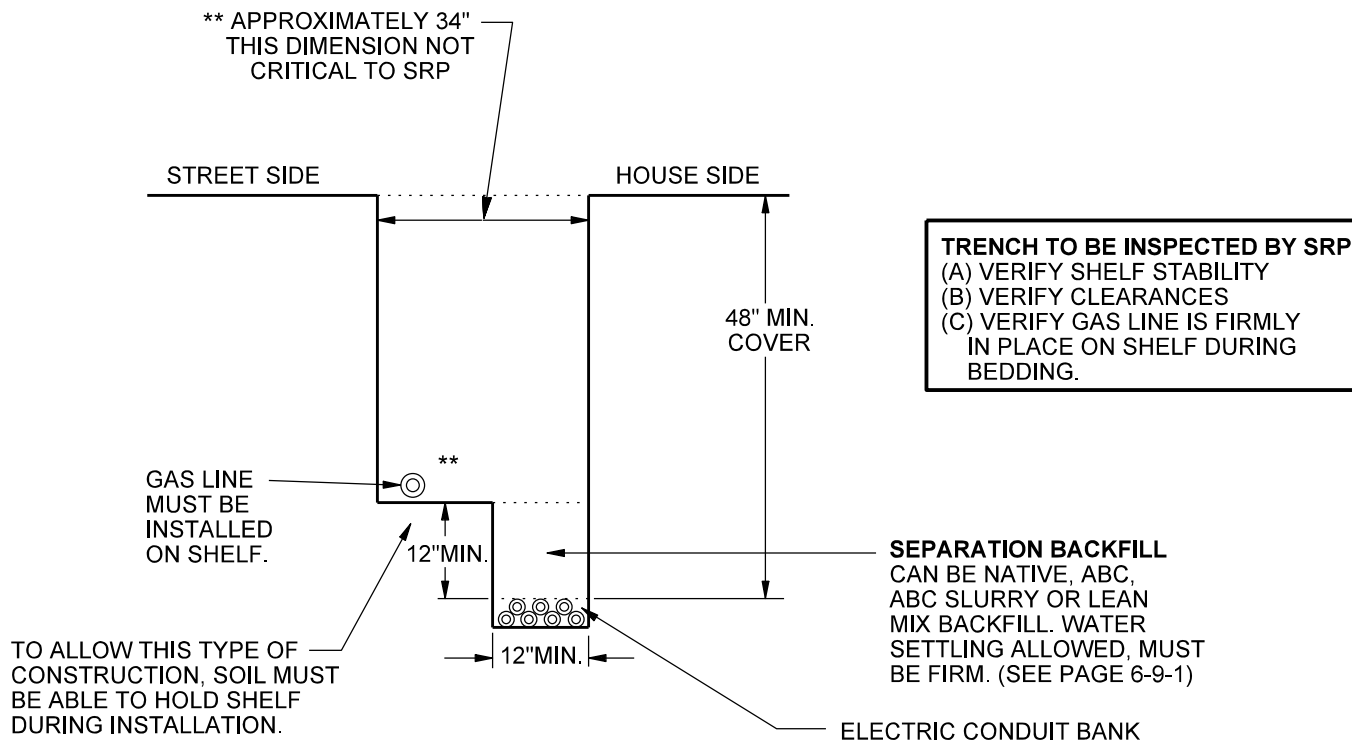 ** APPROXIMATELY 34"
THIS DIMENSION NOT
CRITICAL TO SRP
STREET SIDE
HOUSE SIDE
TRENCH TO BE INSPECTED BY SRP
(A) VERIFY SHELF STABILITY
(B) VERIFY CLEARANCES
(C) VERIFY GAS LINE IS FIRMLY
IN PLACE ON SHELF DURING
BEDDING.
48" MIN.
COVER
**
GAS LINE
MUST BE
INSTALLED
ON SHELF.
12"MIN.
SEPARATION BACKFILL
CAN BE NATIVE, ABC,
ABC SLURRY OR LEAN
MIX BACKFILL. WATER
SETTLING ALLOWED, MUST
BE FIRM. (SEE PAGE 6-9-1)
TO ALLOW THIS TYPE OF
CONSTRUCTION, SOIL MUST
BE ABLE TO HOLD SHELF
DURING INSTALLATION.
12"MIN.
ELECTRIC CONDUIT BANK